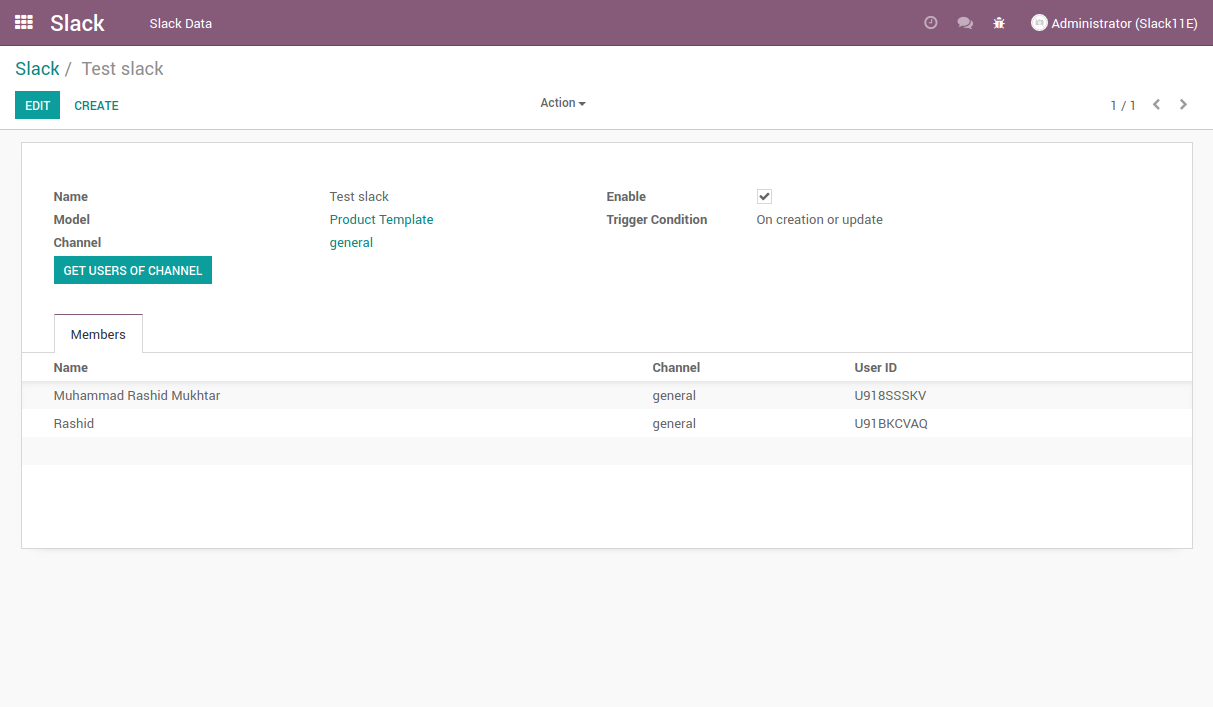 Slack Slack Data Administrator (Slack11E)
Slack / Test slack
EDIT CREATE Action 1 / 1
Name Test slack Enable
Model Product Template Trigger Condition On creation or update
Channel general
GET USERS OF CHANNEL
Members
Name Channel User ID
Muhammad Rashid Mukhtar general U918SSSKV
Rashid general U91BKCVAQ